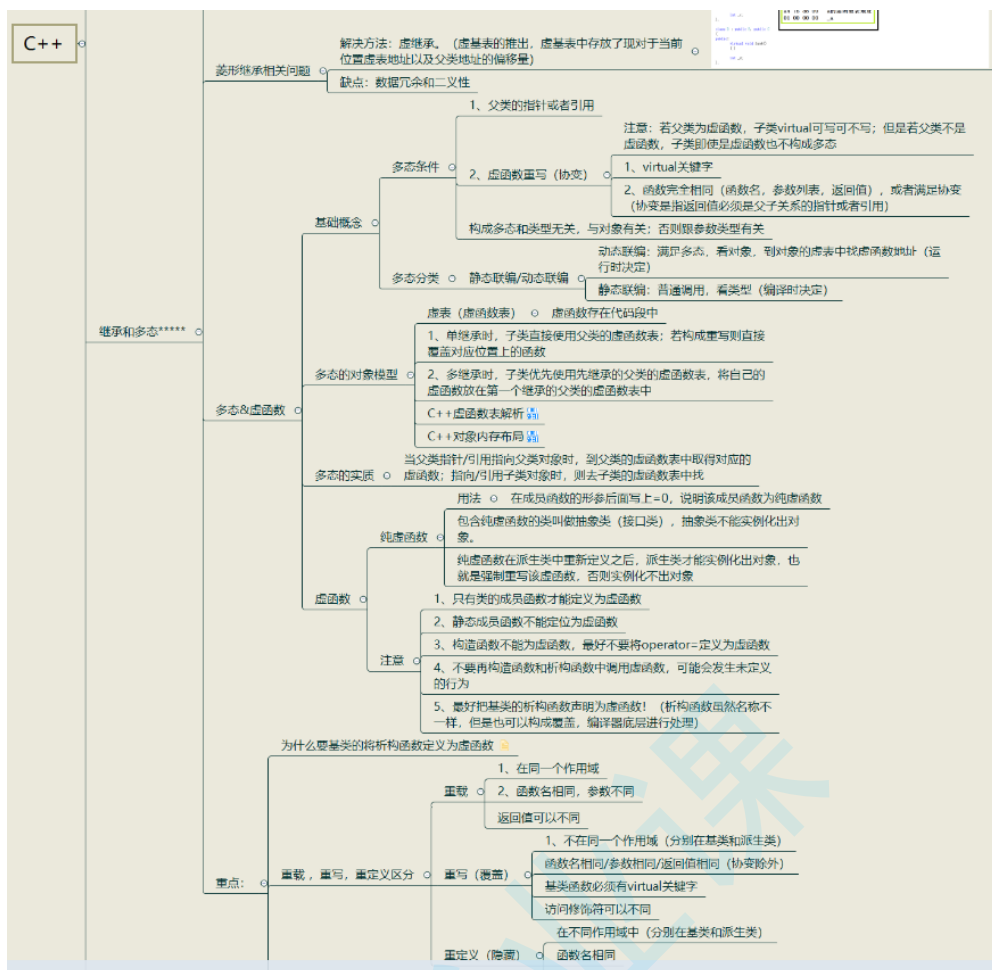 C++
解决方法：虚继承。（虚基表的推出，虚基表中存放了现对于当前
位置虚表地址以及父类地址的偏移量）
菱形继承相关问题
缺点：数据冗余和二义性
1、父类的指针或者引用
注意：若父类为虚函数，子类virtual可写可不写；但是若父类不是
虚函数，子类即使是虚函数也不构成多态
多态条件
2、虚函数重写（协变）
1、virtual关键字
2、函数完全相同（函数名，参数列表，返回值），或者满足协变
（协变是指返回值必须是父子关系的指针或者引用）
基础概念
构成多态和类型无关，与对象有关；否则跟参数类型有关
动态联编：满足多态，看对象，到对象的虚表中找虚函数地址（运
行时决定）
多态分类
静态联编/动态联编
静态联编：普通调用，看类型（编译时决定）
虚表（虚函数表）
虚函数存在代码段中
继承和多态*****
1、单继承时，子类直接使用父类的虚函数表；若构成重写则直接
覆盖对应位置上的函数
多态的对象模型
2、多继承时，子类优先使用先继承的父类的虚函数表，将自己的
虚函数放在第一个继承的父类的虚函数表中
多态&虚函数
C++虚函数表解析
C++对象内存布局
多态的实质
当父类指针/引用指向父类对象时，到父类的虚函数表中取得对应的
虚函数；指向/引用子类对象时，则去子类的虚函数表中找
用法
在成员函数的形参后面写上=0，说明该成员函数为纯虚函数
纯虚函数
包含纯虚函数的类叫做抽象类（接口类），抽象类不能实例化出对
象。
纯虚函数在派生类中重新定义之后，派生类才能实例化出对象，也
就是强制重写该虚函数，否则实例化不出对象
虚函数
1、只有类的成员函数才能定义为虚函数
2、静态成员函数不能定位为虚函数
3、构造函数不能为虚函数，最好不要将operator=定义为虚函数
注意
4、不要再构造函数和析构函数中调用虚函数，可能会发生未定义
的行为
5、最好把基类的析构函数声明为虚函数！（析构函数虽然名称不
一样，但是也可以构成覆盖，编译器底层进行处理）
为什么要基类的将析构函数定义为虚函数
1、在同一个作用域
重载
2、函数名相同，参数不同
返回值可以不同
1、不在同一个作用域（分别在基类和派生类）
函数名相同/参数相同/返回值相同（协变除外）
重点：
重载，重写，重定义区分
重写（覆盖）
基类函数必须有virtual关键字
访问修饰符可以不同
在不同作用域中（分别在基类和派生类）
重定义（隐藏）
函数名相同